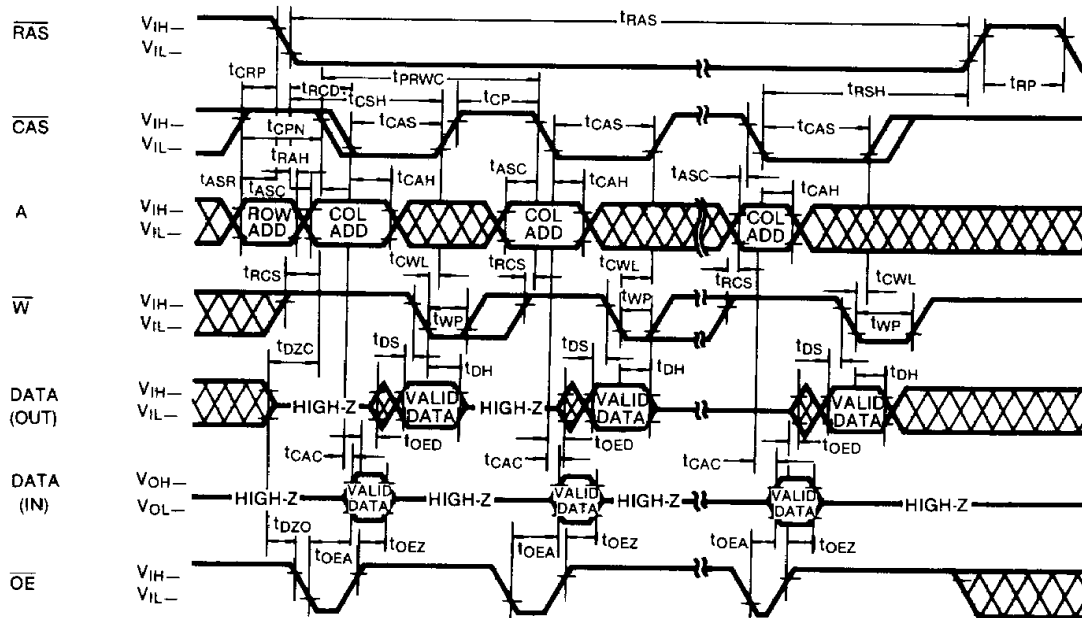 RAS VIH VIL tRAS
tCRP tRCD tPRWC tCSH tCP tRSH tRP
CAS VIH VIL tCPN tCAS tCAS tCAS
tRAH
tASR tASC tCAH tASC tCAH tASC tCAH
A VIH VIL ROW ADD COL ADD COL ADD COL ADD
tRCS tCWL tRCS tCWL tRCS tCWL
W VIH VIL tWP tWP tWP
tDZC tDS tDH tDS tDH tDS tDH
DATA (OUT) VIH VIL HIGH-Z VALID DATA HIGH-Z VALID DATA VALID DATA
tOED tOED tOED
tCAC tCAC tCAC
DATA (IN) VOH VOL HIGH-Z VALID DATA HIGH-Z VALID DATA HIGH-Z VALID DATA HIGH-Z
tDZO tOEA tOEZ tOEA tOEZ tOEA tOEZ
OE VIH VIL